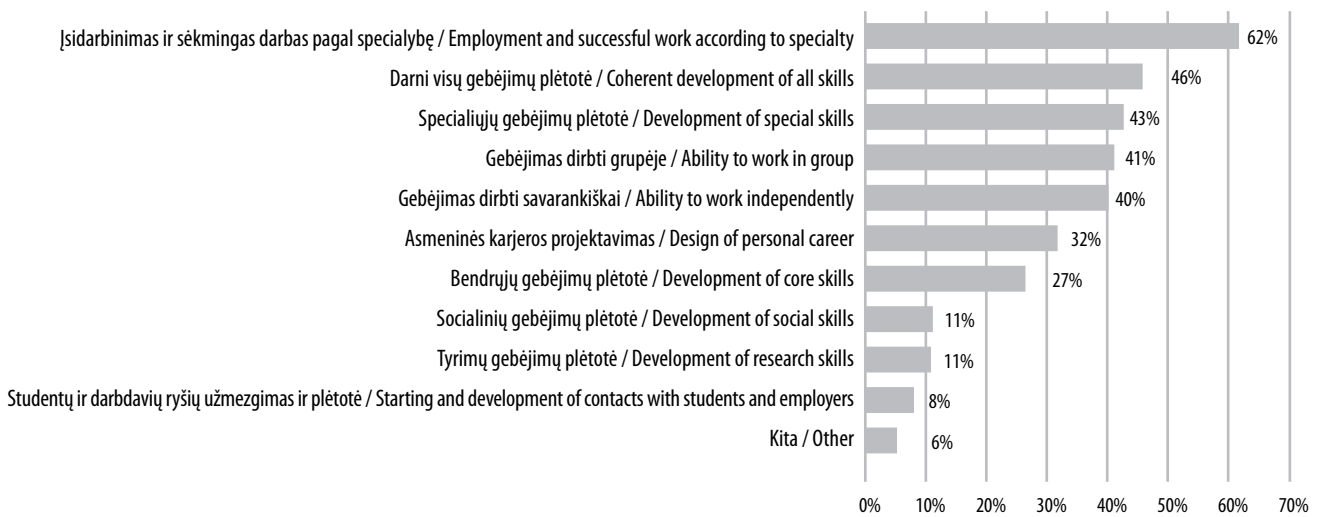 Įsidarbinimas ir sėkmingas darbas pagal specialybę / Employment and successful work according to specialty 62%
Darni visų gebėjimų plėtotė / Coherent development of all skills 46%
Specialiųjų gebėjimų plėtotė / Development of special skills 43%
Gebėjimas dirbti grupėje / Ability to work in group 41%
Gebėjimas dirbti savarankiškai / Ability to work independently 40%
Asmeninės karjeros projektavimas / Design of personal career 32%
Bendrųjų gebėjimų plėtotė / Development of core skills 27%
Socialinių gebėjimų plėtotė / Development of social skills 11%
Tyrimų gebėjimų plėtotė / Development of research skills 11%
Studentų ir darbdavių ryšių užmezgimas ir plėtotė / Starting and development of contacts with students and employers 8%
Kita / Other 6%
0% 10% 20% 30% 40% 50% 60% 70%